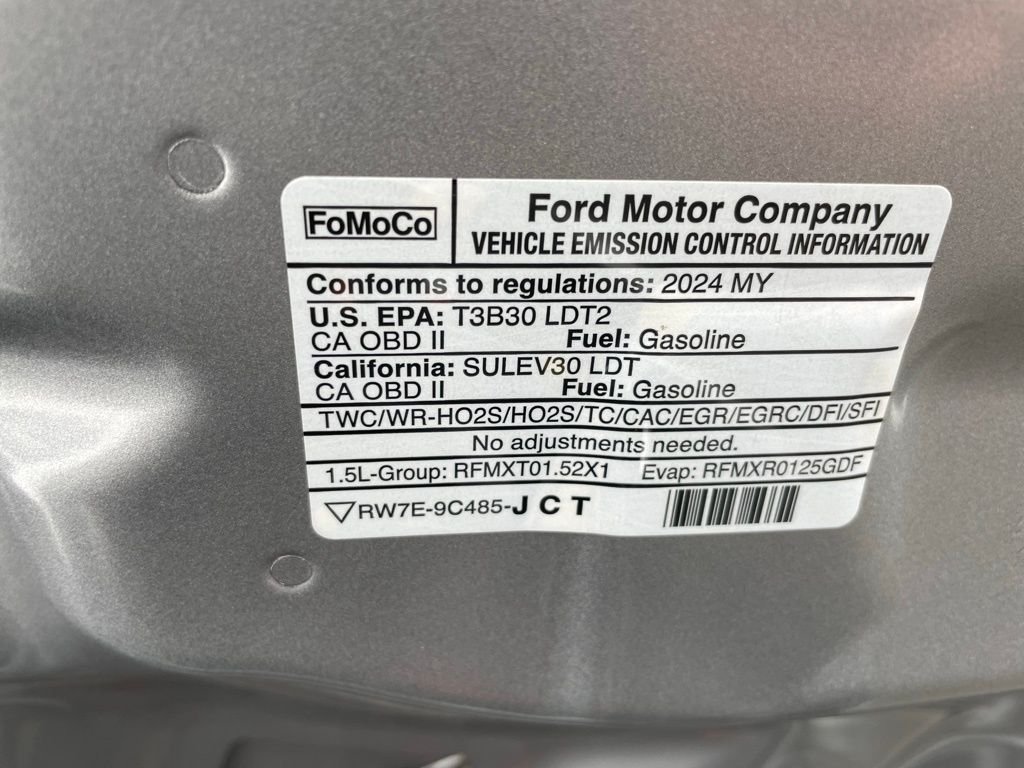 FoMoCo
Ford Motor Company
VEHICLE EMISSION CONTROL INFORMATION
Conforms to regulations: 2024 MY
U.S. EPA: T3B30 LDT2
CA OBD II Fuel: Gasoline
California: SULEV30 LDT
CA OBD II Fuel: Gasoline
TWC/WR-HO2S/HO2S/TC/CAC/EGR/EGRC/DFI/SFI
No adjustments needed.
1.5L-Group: RFMXT01.52X1 Evap: RFMXR0125GDF
RW7E-9C485-J C T